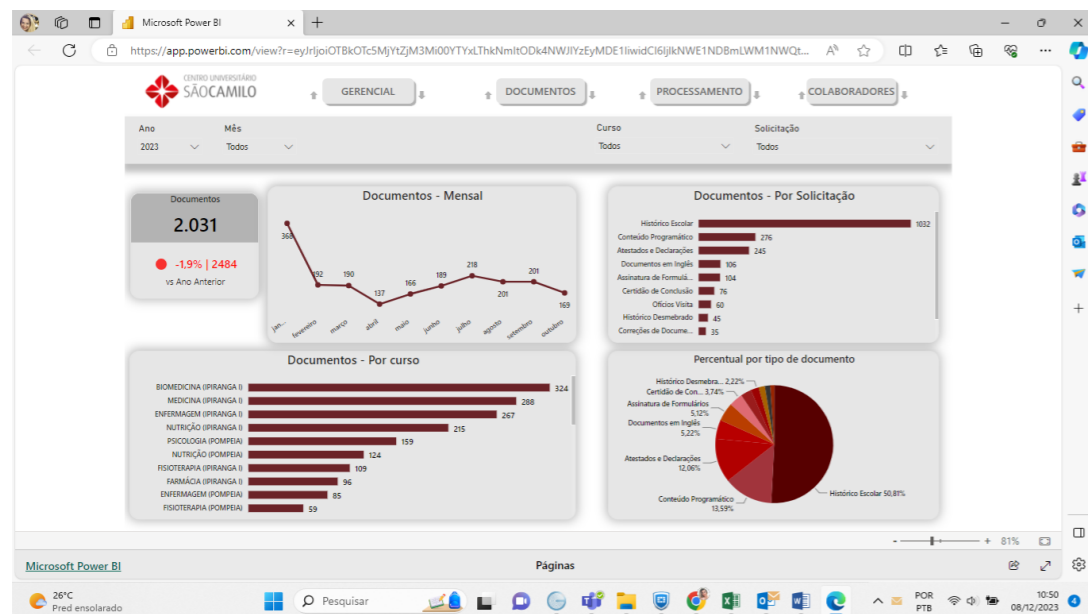 Microsoft Power BI
https://app.powerbi.com/view?r=eyJrIjoiOTBkOTc5MjYtZjM3Mi00YTYxLThkNmItODk4NWJlYzEyMDE1IiwidCI6IjlkNWE1NDBmLWM1NWQt...
CENTRO UNIVERSITÁRIO
SÃOCAMILO
GERENCIAL
DOCUMENTOS
PROCESSAMENTO
COLABORADORES
Ano
Mês
Curso
Solicitação
2023
Todos
Todos
Todos
Documentos
2.031
-1,9% | 2484
vs Ano Anterior
Documentos - Mensal
368
192
190
137
166
189
218
201
201
169
jan...
fevereiro
março
abril
maio
junho
julho
agosto
setembro
outubro
Documentos - Por Solicitação
Histórico Escolar 1032
Conteúdo Programático 276
Atestados e Declarações 245
Documentos em Inglês 106
Assinatura de Formulá... 104
Certidão de Conclusão 76
Ofícios Visita 60
Histórico Desmebrado 45
Correções de Docume... 35
Documentos - Por curso
BIOMEDICINA (IPIRANGA I) 324
MEDICINA (IPIRANGA I) 288
ENFERMAGEM (IPIRANGA I) 267
NUTRIÇÃO (IPIRANGA I) 215
PSICOLOGIA (POMPEIA) 159
NUTRIÇÃO (POMPEIA) 124
FISIOTERAPIA (IPIRANGA I) 109
FARMÁCIA (IPIRANGA I) 96
ENFERMAGEM (POMPEIA) 85
FISIOTERAPIA (POMPEIA) 59
Percentual por tipo de documento
Histórico Desmebra... 2,22%
Certidão de Con... 3,74%
Assinatura de Formulários
5,12%
Documentos em Inglês
5,22%
Atestados e Declarações
12,06%
Conteúdo Programático
13,59%
Histórico Escolar 50,81%
- + 81%
Microsoft Power BI
Páginas
26°C
Pred ensolarado
Pesquisar
POR
PTB
10:50
08/12/2023
4